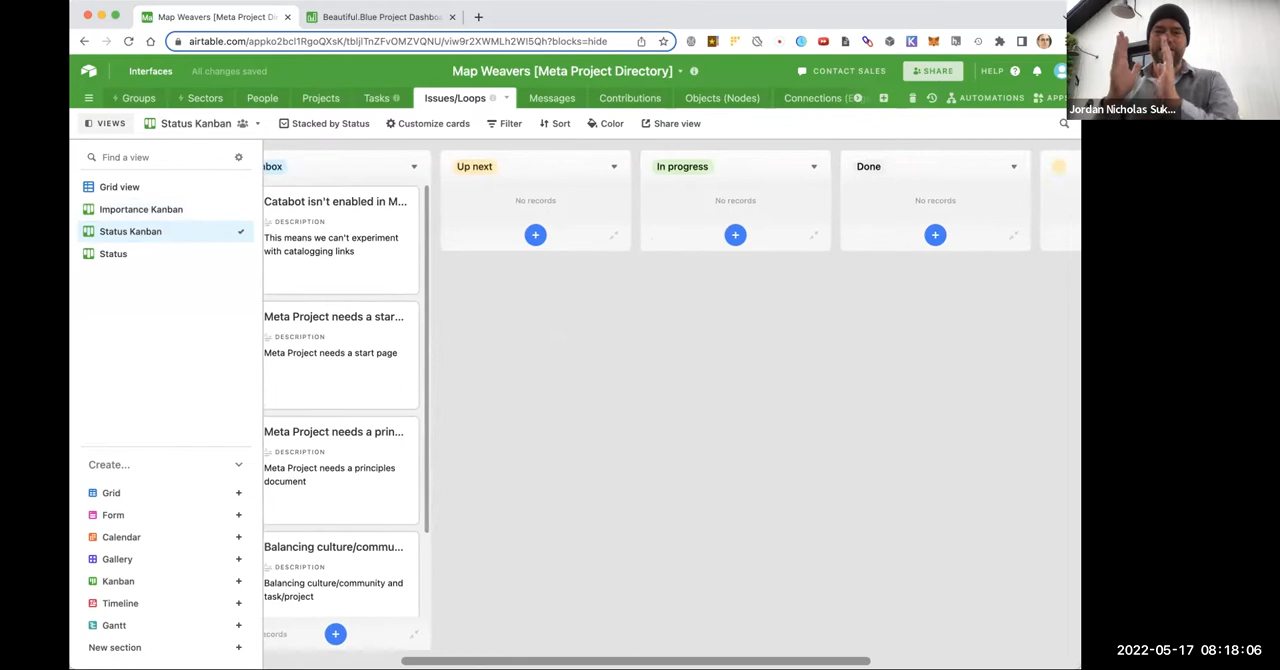 Map Weavers [Meta Project Dir
Beautiful.Blue Project Dashboa
airtable.com/appko2bcl1RgoQXsK/tbljlTnZFvOMZVQNU/viw9r2XWMLh2WI5Qh?blocks=hide
Interfaces
All changes saved
Map Weavers [Meta Project Directory]
CONTACT SALES
SHARE
HELP
Groups
Sectors
People
Projects
Tasks
Issues/Loops
Messages
Contributions
Objects (Nodes)
Connections (E
AUTOMATIONS
APPS
Jordan Nicholas Suk...
VIEWS
Status Kanban
Stacked by Status
Customize cards
Filter
Sort
Color
Share view
Find a view
Grid view
Importance Kanban
Status Kanban
Status
Create...
Grid
Form
Calendar
Gallery
Kanban
Timeline
Gantt
New section
nbox
Catabot isn't enabled in M...
DESCRIPTION
This means we can't experiment
with catalogging links
Meta Project needs a star...
DESCRIPTION
Meta Project needs a start page
Meta Project needs a prin...
DESCRIPTION
Meta Project needs a principles
document
Balancing culture/commu...
DESCRIPTION
Balancing culture/community and
task/project
ecords
Up next
No records
In progress
No records
Done
No records
2022-05-17 08:18:06